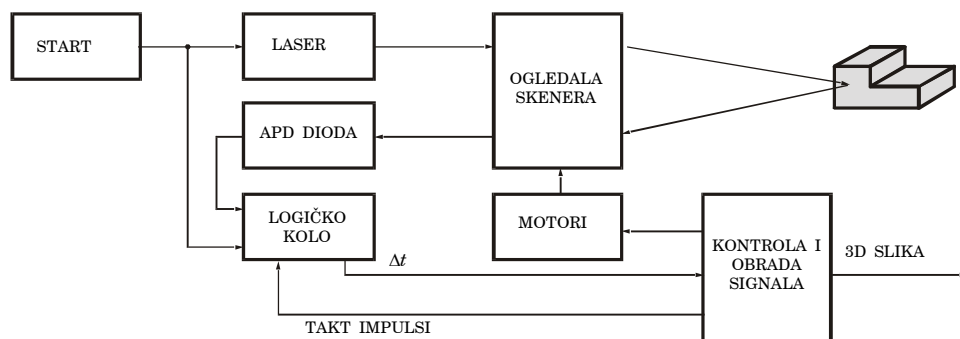 START
LASER
OGLEDALA
SKENERA
APD DIODA
LOGIČKO
KOLO
MOTORI
KONTROLA I
OBRADA
SIGNALA
3D SLIKA
Δt
TAKT IMPULSI